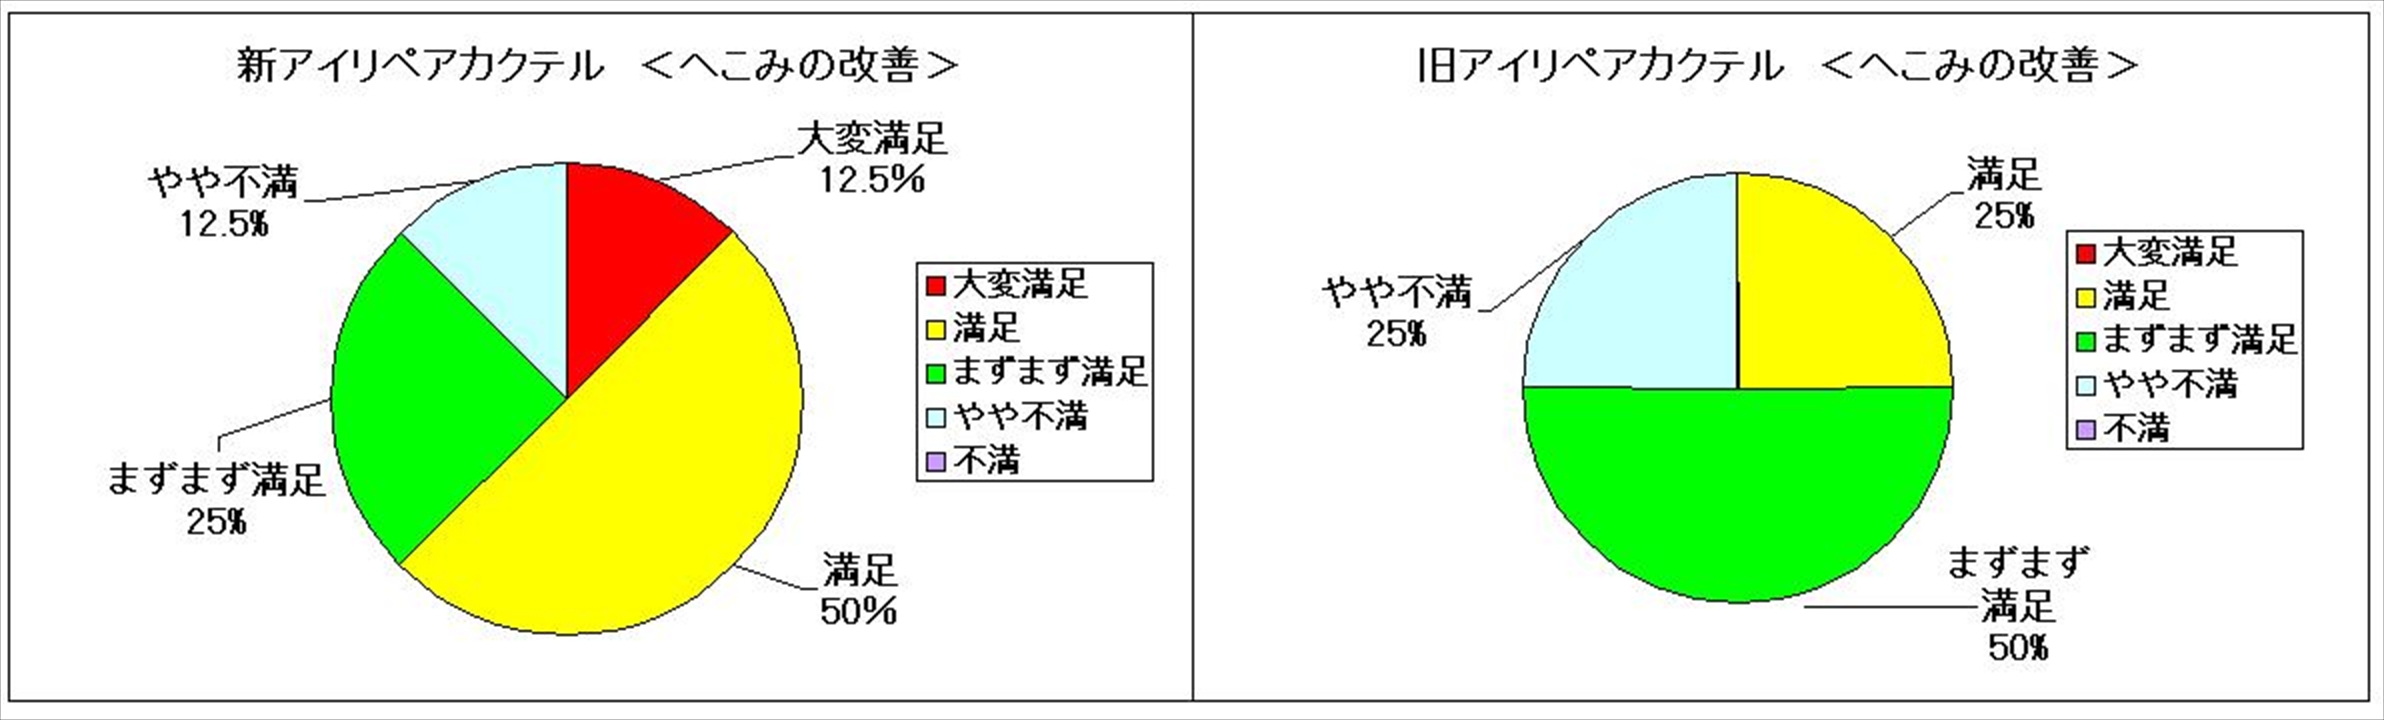 新アイリペアカクテル ＜へこみの改善＞
大変満足
12.5%
やや不満
12.5%
まずまず満足
25%
満足
50%
大変満足
満足
まずまず満足
やや不満
不満
旧アイリペアカクテル ＜へこみの改善＞
満足
25%
やや不満
25%
まずまず
満足
50%
大変満足
満足
まずまず満足
やや不満
不満